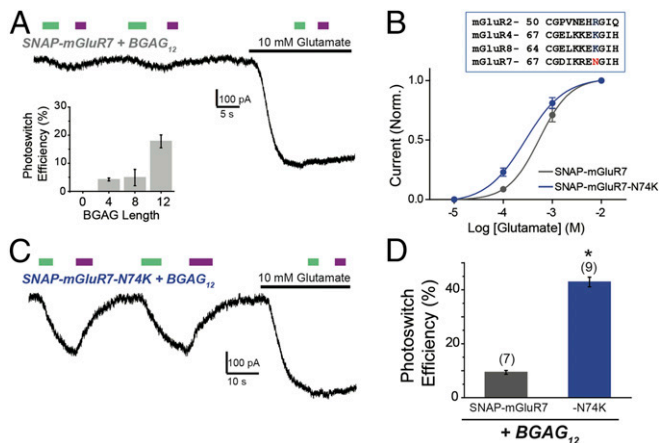 A
SNAP-mGluR7 + BGAG12
10 mM Glutamate
100 pA
5 s
Photoswitch
Efficiency (%)
30
20
10
0
0 4 8 12
BGAG Length
B
mGluR2- 50 CGPVNEHRGIQ
mGluR4- 67 CGELKKEKGIH
mGluR8- 64 CGELKKEKGIH
mGluR7- 67 CGDIKRENGIH
Current (Norm.)
1.0
0.5
0.0
SNAP-mGluR7
SNAP-mGluR7-N74K
-5 -4 -3 -2
Log [Glutamate] (M)
C
SNAP-mGluR7-N74K + BGAG12
10 mM Glutamate
100 pA
10 s
D
Photoswitch
Efficiency (%)
40
20
0
(7)
*
(9)
SNAP-mGluR7 -N74K
+ BGAG12